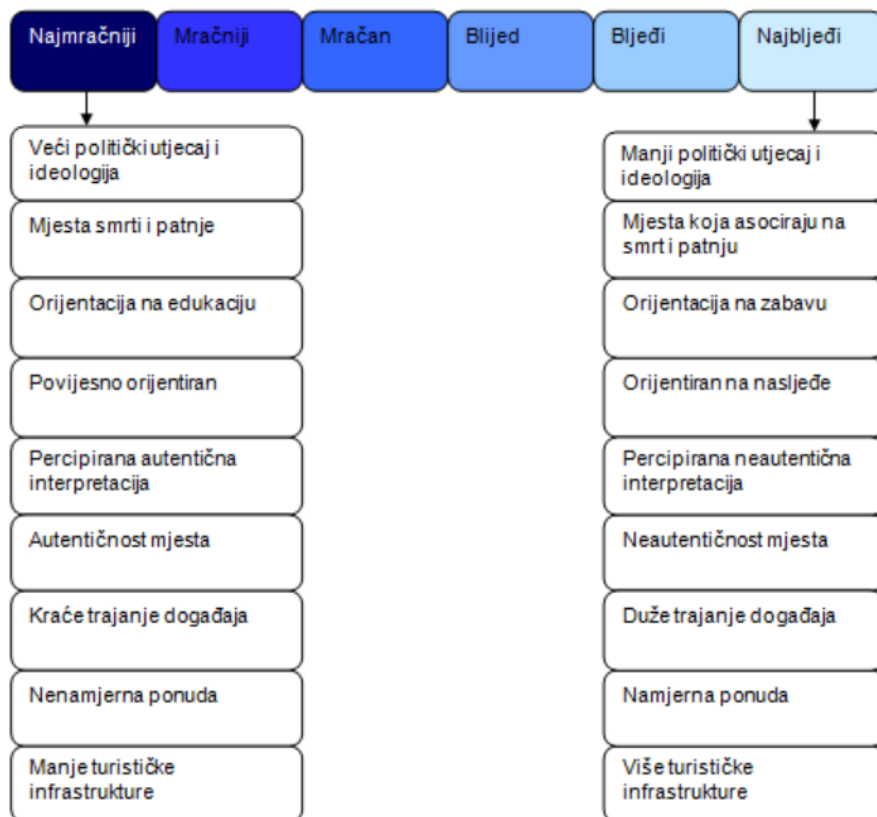 Najmračniji
Mračniji
Mračan
Blijed
Bljeđi
Najbljeđi
Veći politički utjecaj i
ideologija
Mjesta smrti i patnje
Orijentacija na edukaciju
Povijesno orijentiran
Percipirana autentična
interpretacija
Autentičnost mjesta
Kraće trajanje događaja
Nenamjerna ponuda
Manje turističke
infrastrukture
Manji politički utjecaj i
ideologija
Mjesta koja asociraju na
smrt i patnju
Orijentacija na zabavu
Orijentiran na nasljeđe
Percipirana neautentična
interpretacija
Neautentičnost mjesta
Duže trajanje događaja
Namjerna ponuda
Više turističke
infrastrukture